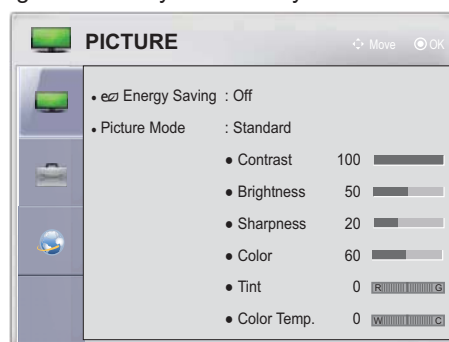 PICTURE Move OK
• Energy Saving : Off
• Picture Mode : Standard
● Contrast 100
● Brightness 50
● Sharpness 20
● Color 60
● Tint 0 R G
● Color Temp. 0 W C